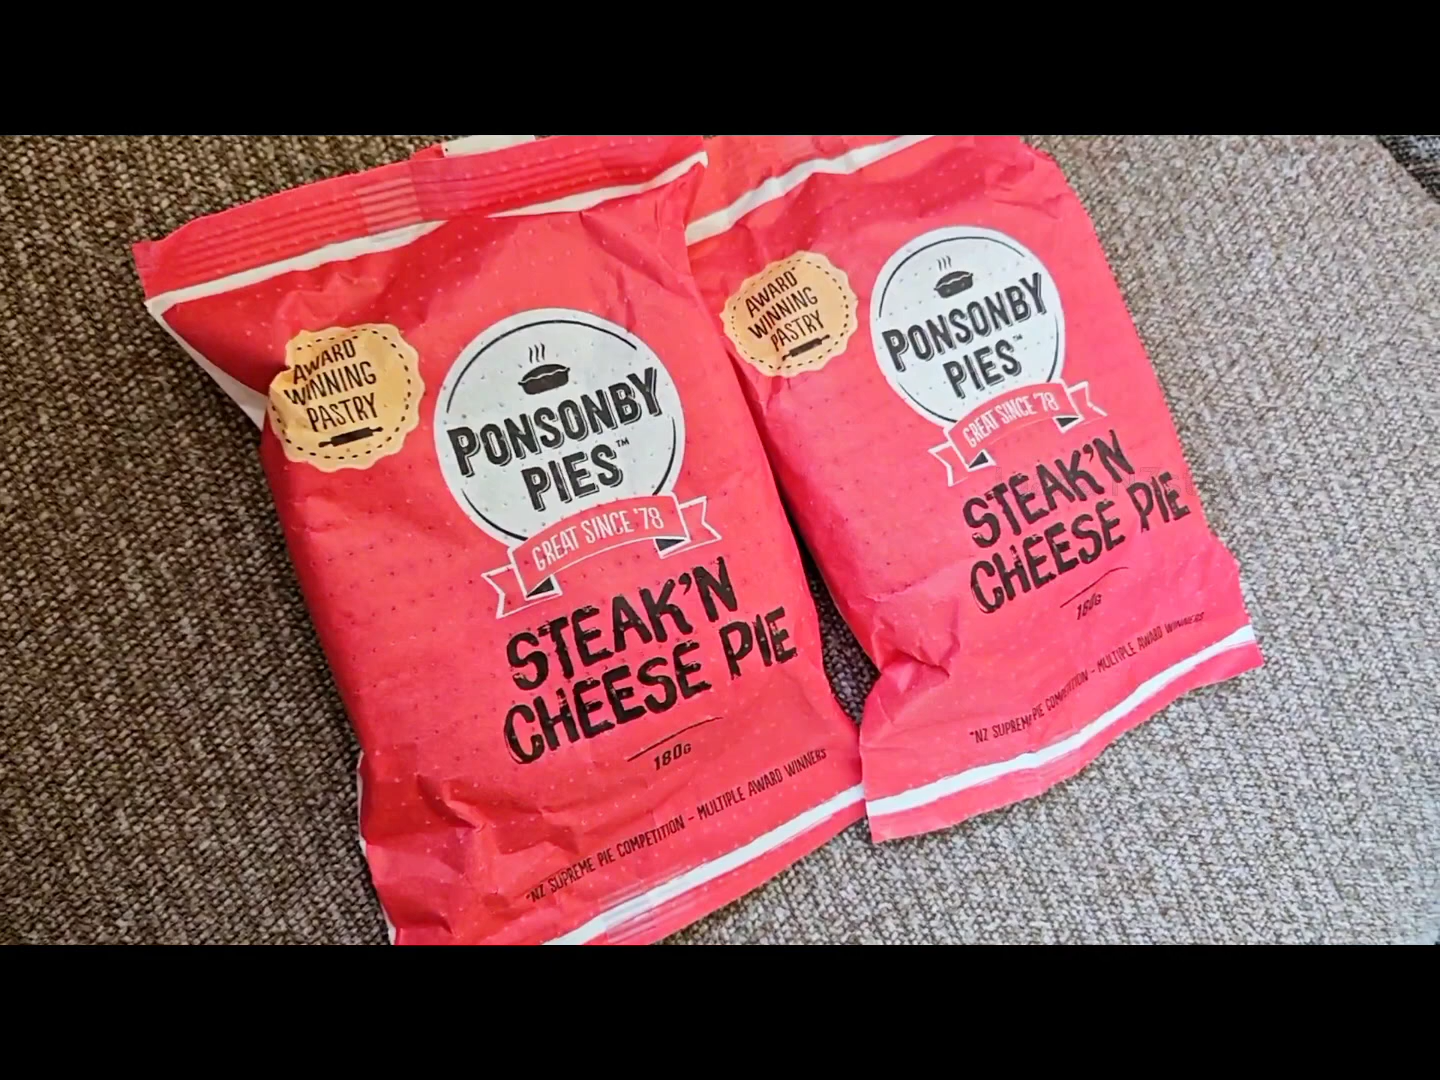 AWARD*
WINNING
PASTRY
PONSONBY
PIES™
GREAT SINCE '78
STEAK'N
CHEESE PIE
180G
*NZ SUPREME PIE COMPETITION - MULTIPLE AWARD WINNERS
AWARD*
WINNING
PASTRY
PONSONBY
PIES™
GREAT SINCE '78
STEAK'N
CHEESE PIE
180G
*NZ SUPREME PIE COMPETITION - MULTIPLE AWARD WINNERS